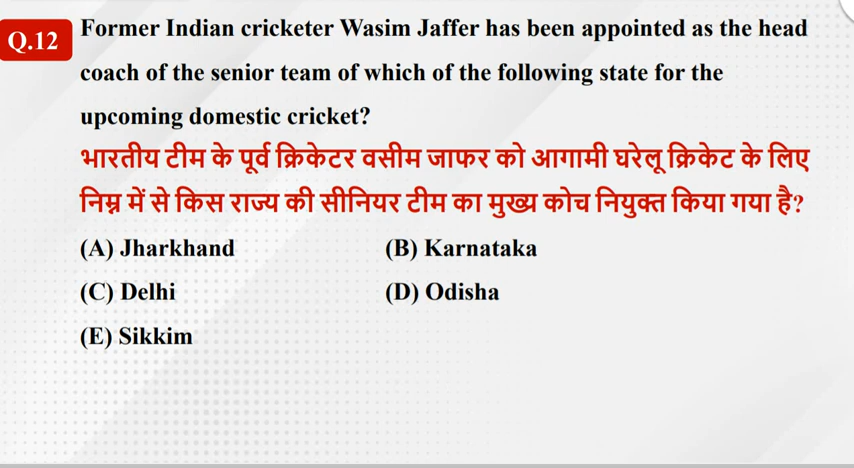 Q.12
Former Indian cricketer Wasim Jaffer has been appointed as the head
coach of the senior team of which of the following state for the
upcoming domestic cricket?
भारतीय टीम के पूर्व क्रिकेटर वसीम जाफर को आगामी घरेलू क्रिकेट के लिए
निम्न में से किस राज्य की सीनियर टीम का मुख्य कोच नियुक्त किया गया है?
(A) Jharkhand (B) Karnataka
(C) Delhi (D) Odisha
(E) Sikkim